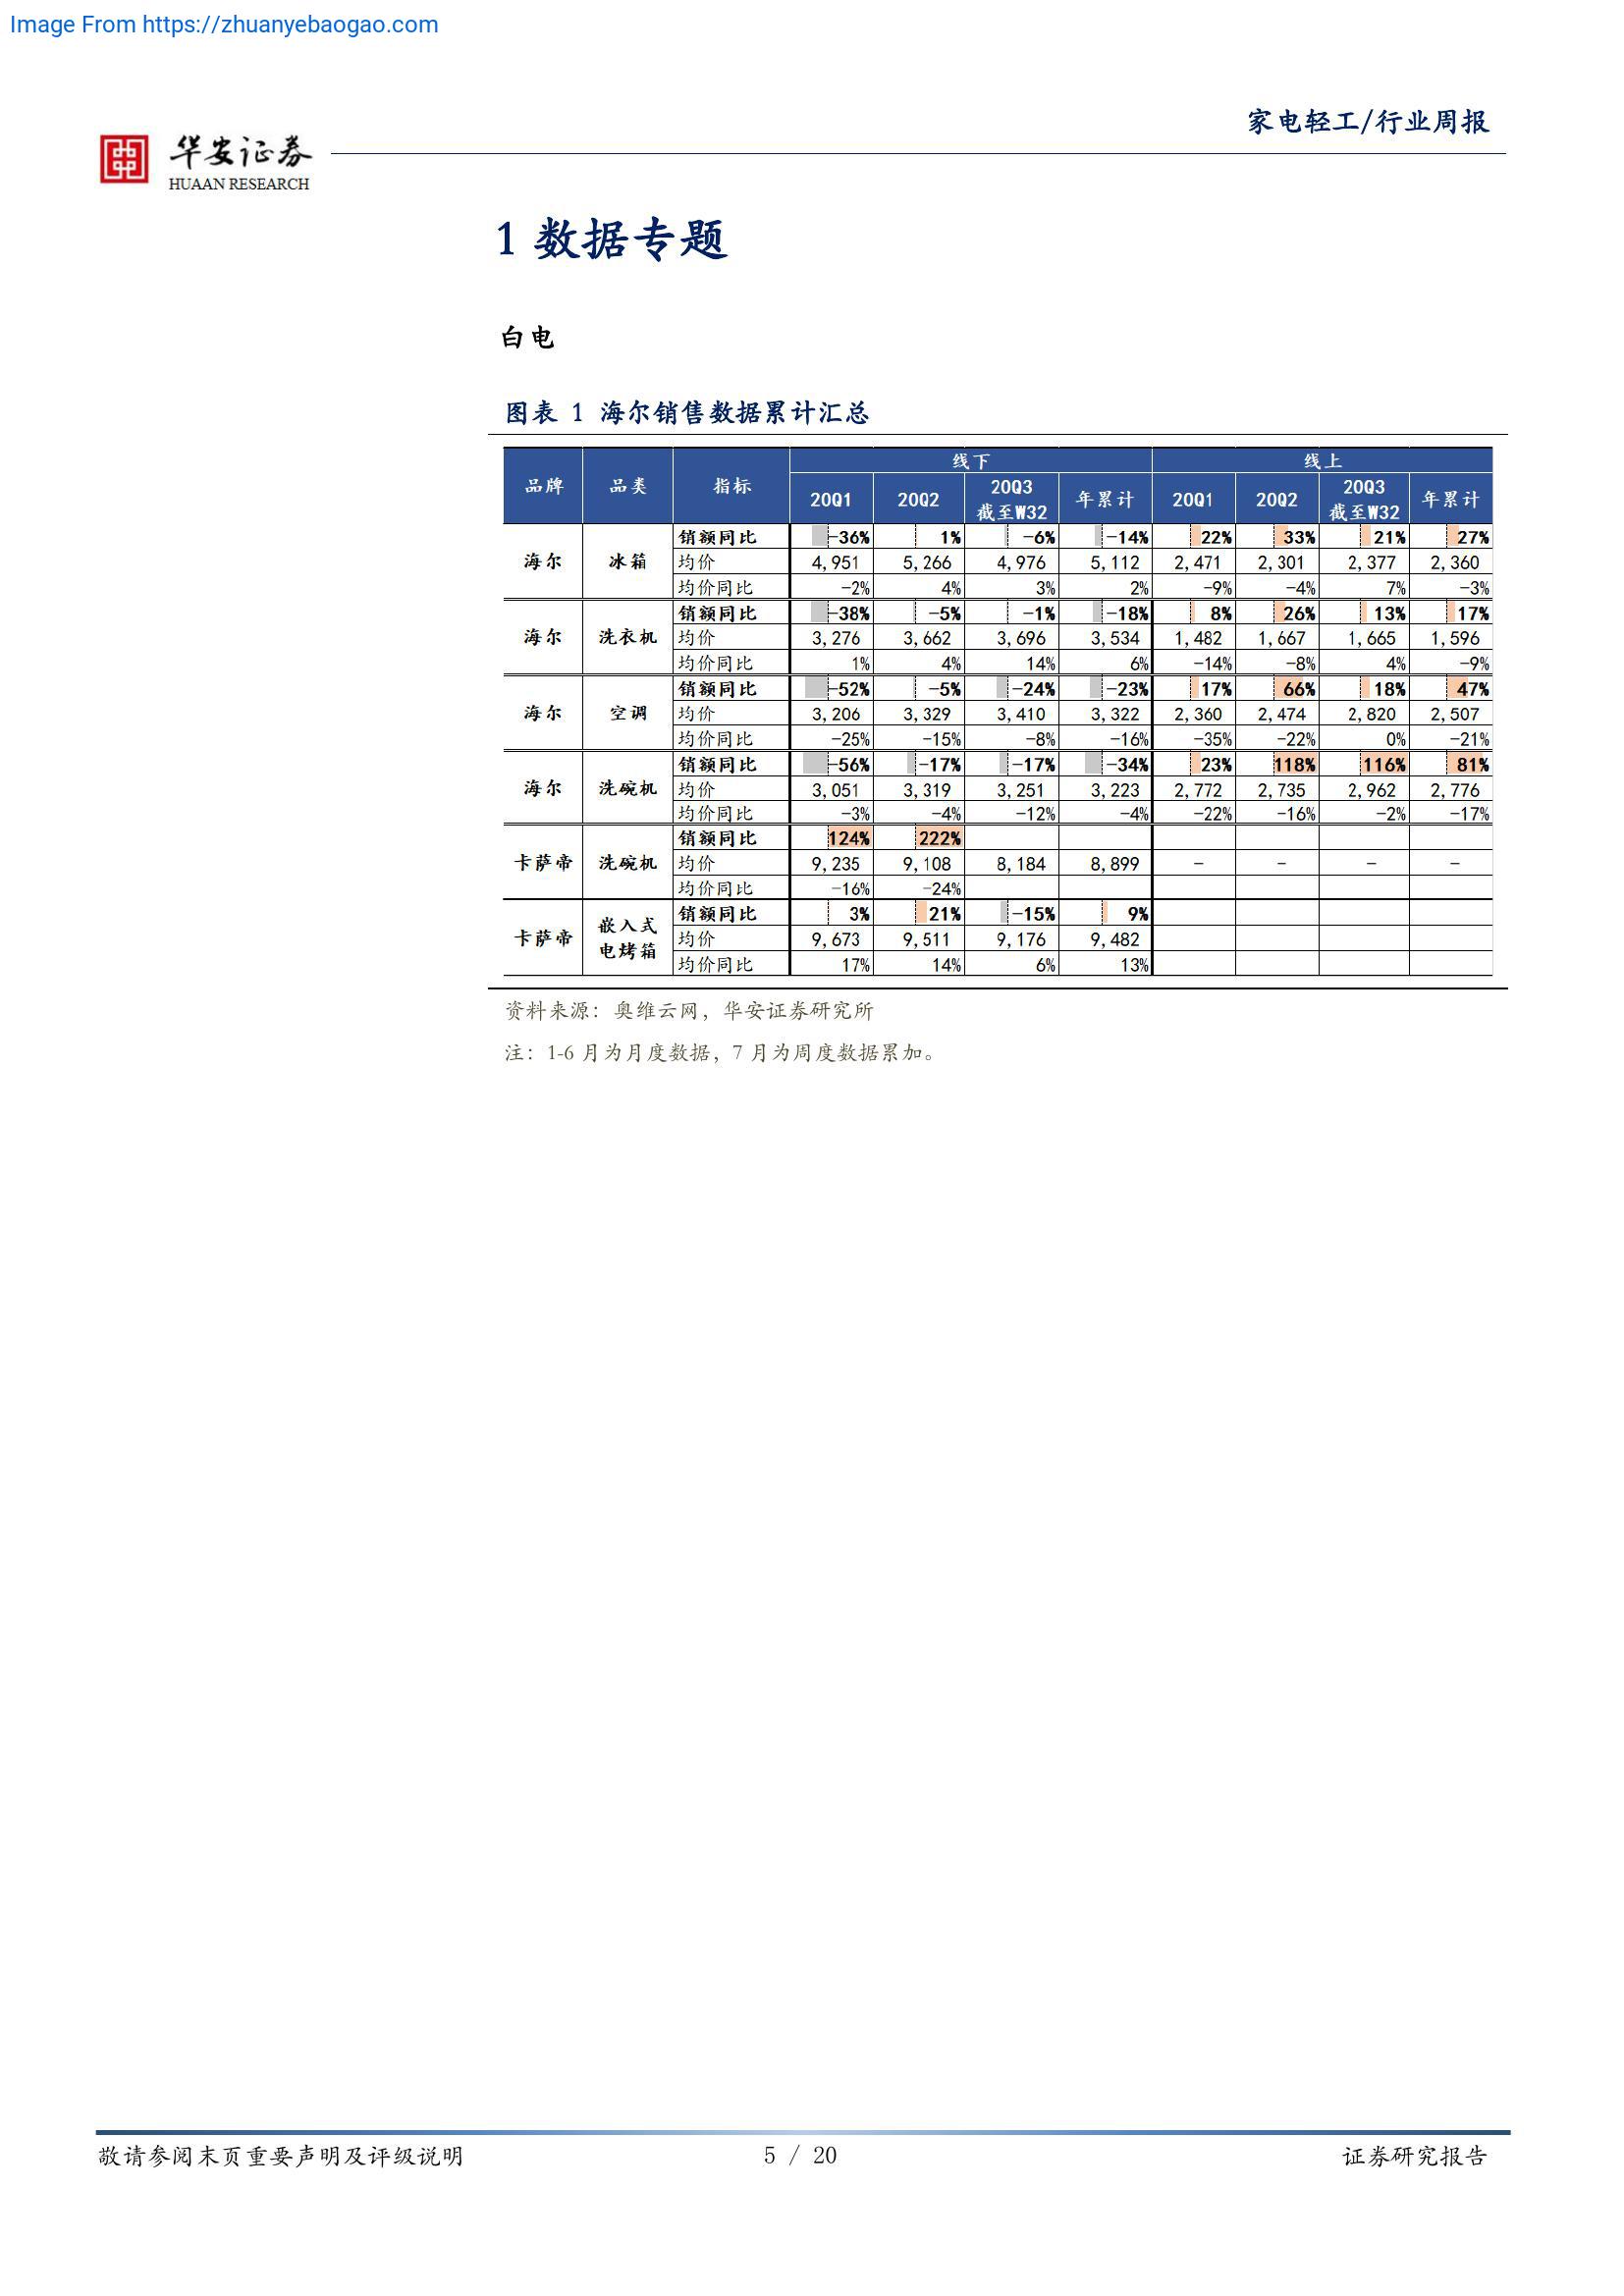 Image From https://zhuanyebaogao.com
家电轻工/行业周报
华安证券
HUAAN RESEARCH
1 数据专题
白电
图表 1 海尔销售数据累计汇总
品牌 品类 指标 线下 线上
20Q1 20Q2 20Q3 截至W32 年累计 20Q1 20Q2 20Q3 截至W32 年累计
海尔 冰箱 销额同比 -36% 1% -6% -14% 22% 33% 21% 27%
均价 4,951 5,266 4,976 5,112 2,471 2,301 2,377 2,360
均价同比 -2% 4% 3% 2% -9% -4% 7% -3%
海尔 洗衣机 销额同比 -38% -5% -1% -18% 8% 26% 13% 17%
均价 3,276 3,662 3,696 3,534 1,482 1,667 1,665 1,596
均价同比 1% 4% 14% 6% -14% -8% 4% -9%
海尔 空调 销额同比 -52% -5% -24% -23% 17% 66% 18% 47%
均价 3,206 3,329 3,410 3,322 2,360 2,474 2,820 2,507
均价同比 -25% -15% -8% -16% -35% -22% 0% -21%
海尔 洗碗机 销额同比 -56% -17% -17% -34% 23% 118% 116% 81%
均价 3,051 3,319 3,251 3,223 2,772 2,735 2,962 2,776
均价同比 -3% -4% -12% -4% -22% -16% -2% -17%
卡萨帝 洗碗机 销额同比 124% 222%
均价 9,235 9,108 8,184 8,899 - - - -
均价同比 -16% -24%
卡萨帝 嵌入式电烤箱 销额同比 3% 21% -15% 9%
均价 9,673 9,511 9,176 9,482
均价同比 17% 14% 6% 13%
资料来源：奥维云网，华安证券研究所
注：1-6 月为月度数据，7 月为周度数据累加。
敬请参阅末页重要声明及评级说明 5 / 20 证券研究报告